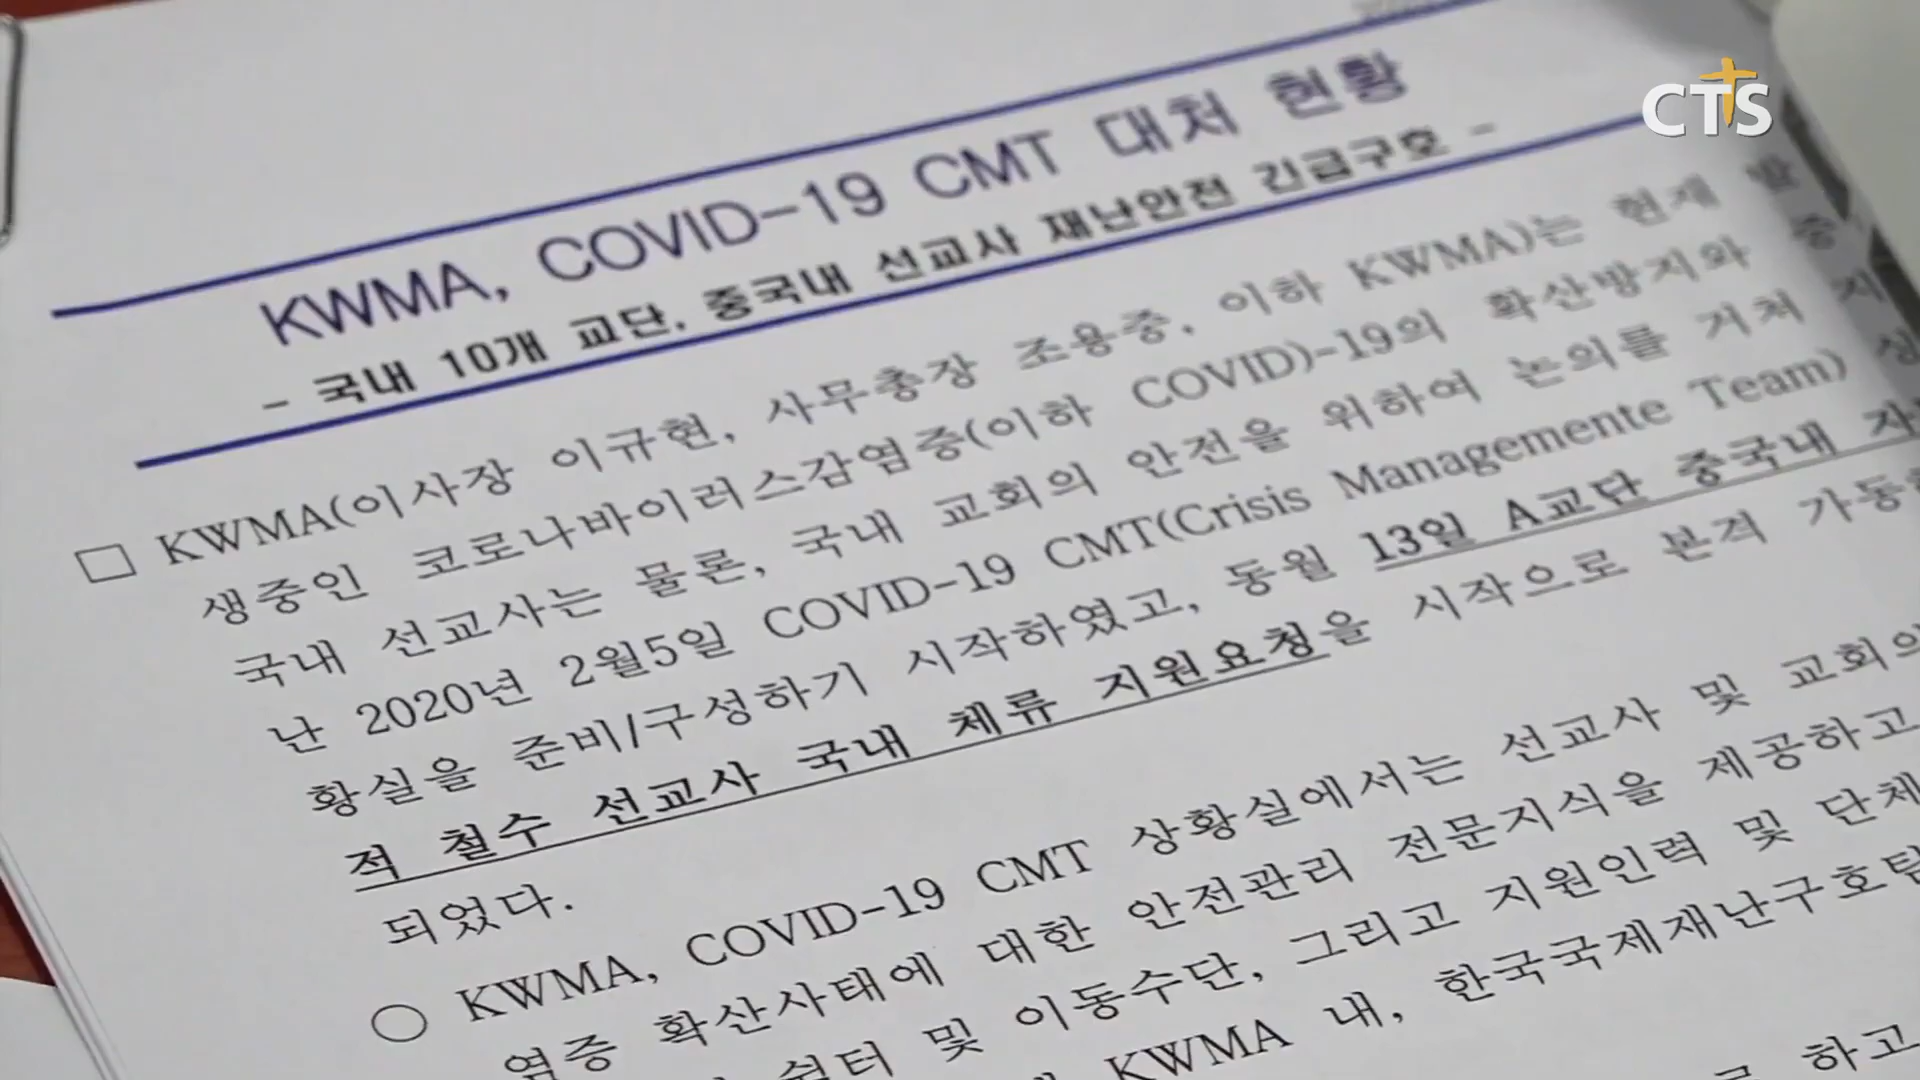 CTS
KWMA, COVID-19 CMT 대처 현황
- 국내 10개 교단, 중국내 선교사 재난안전 긴급구호 -
□ KWMA(이사장 이규현, 사무총장 조용중, 이하 KWMA)는 현재 발
생중인 코로나바이러스감염증(이하 COVID)-19의 확산방지와 중
국내 선교사는 물론, 국내 교회의 안전을 위하여 논의를 거쳐 지
난 2020년 2월5일 COVID-19 CMT(Crisis Managemente Team) 상
황실을 준비/구성하기 시작하였고, 동월 13일 A교단 중국내 자
적 철수 선교사 국내 체류 지원요청을 시작으로 본격 가동
되었다.
○ KWMA, COVID-19 CMT 상황실에서는 선교사 및 교회의
염증 확산사태에 대한 안전관리 전문지식을 제공하고
쉼터 및 이동수단, 그리고 지원인력 및 단체
KWMA 내, 한국국제재난구호팀
하고